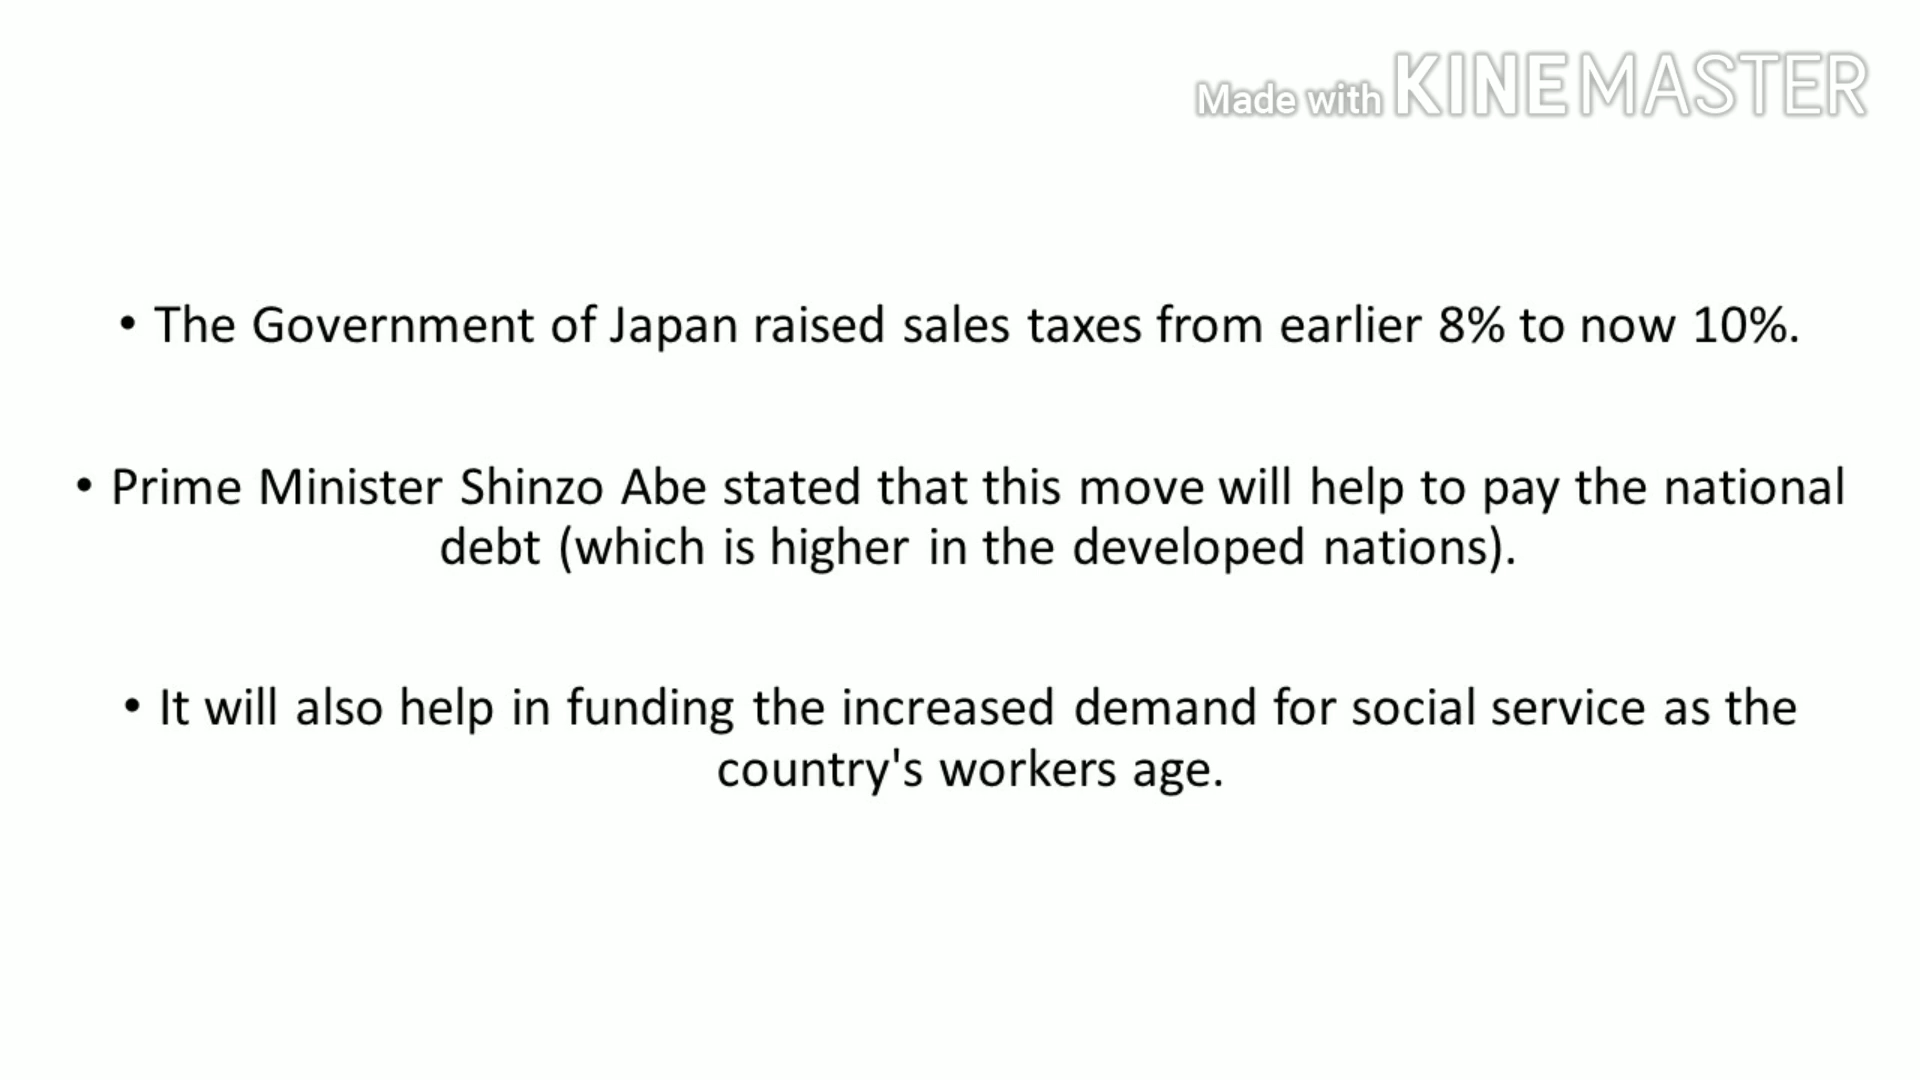 Made with KINEMASTER
• The Government of Japan raised sales taxes from earlier 8% to now 10%.
• Prime Minister Shinzo Abe stated that this move will help to pay the national
debt (which is higher in the developed nations).
• It will also help in funding the increased demand for social service as the
country's workers age.